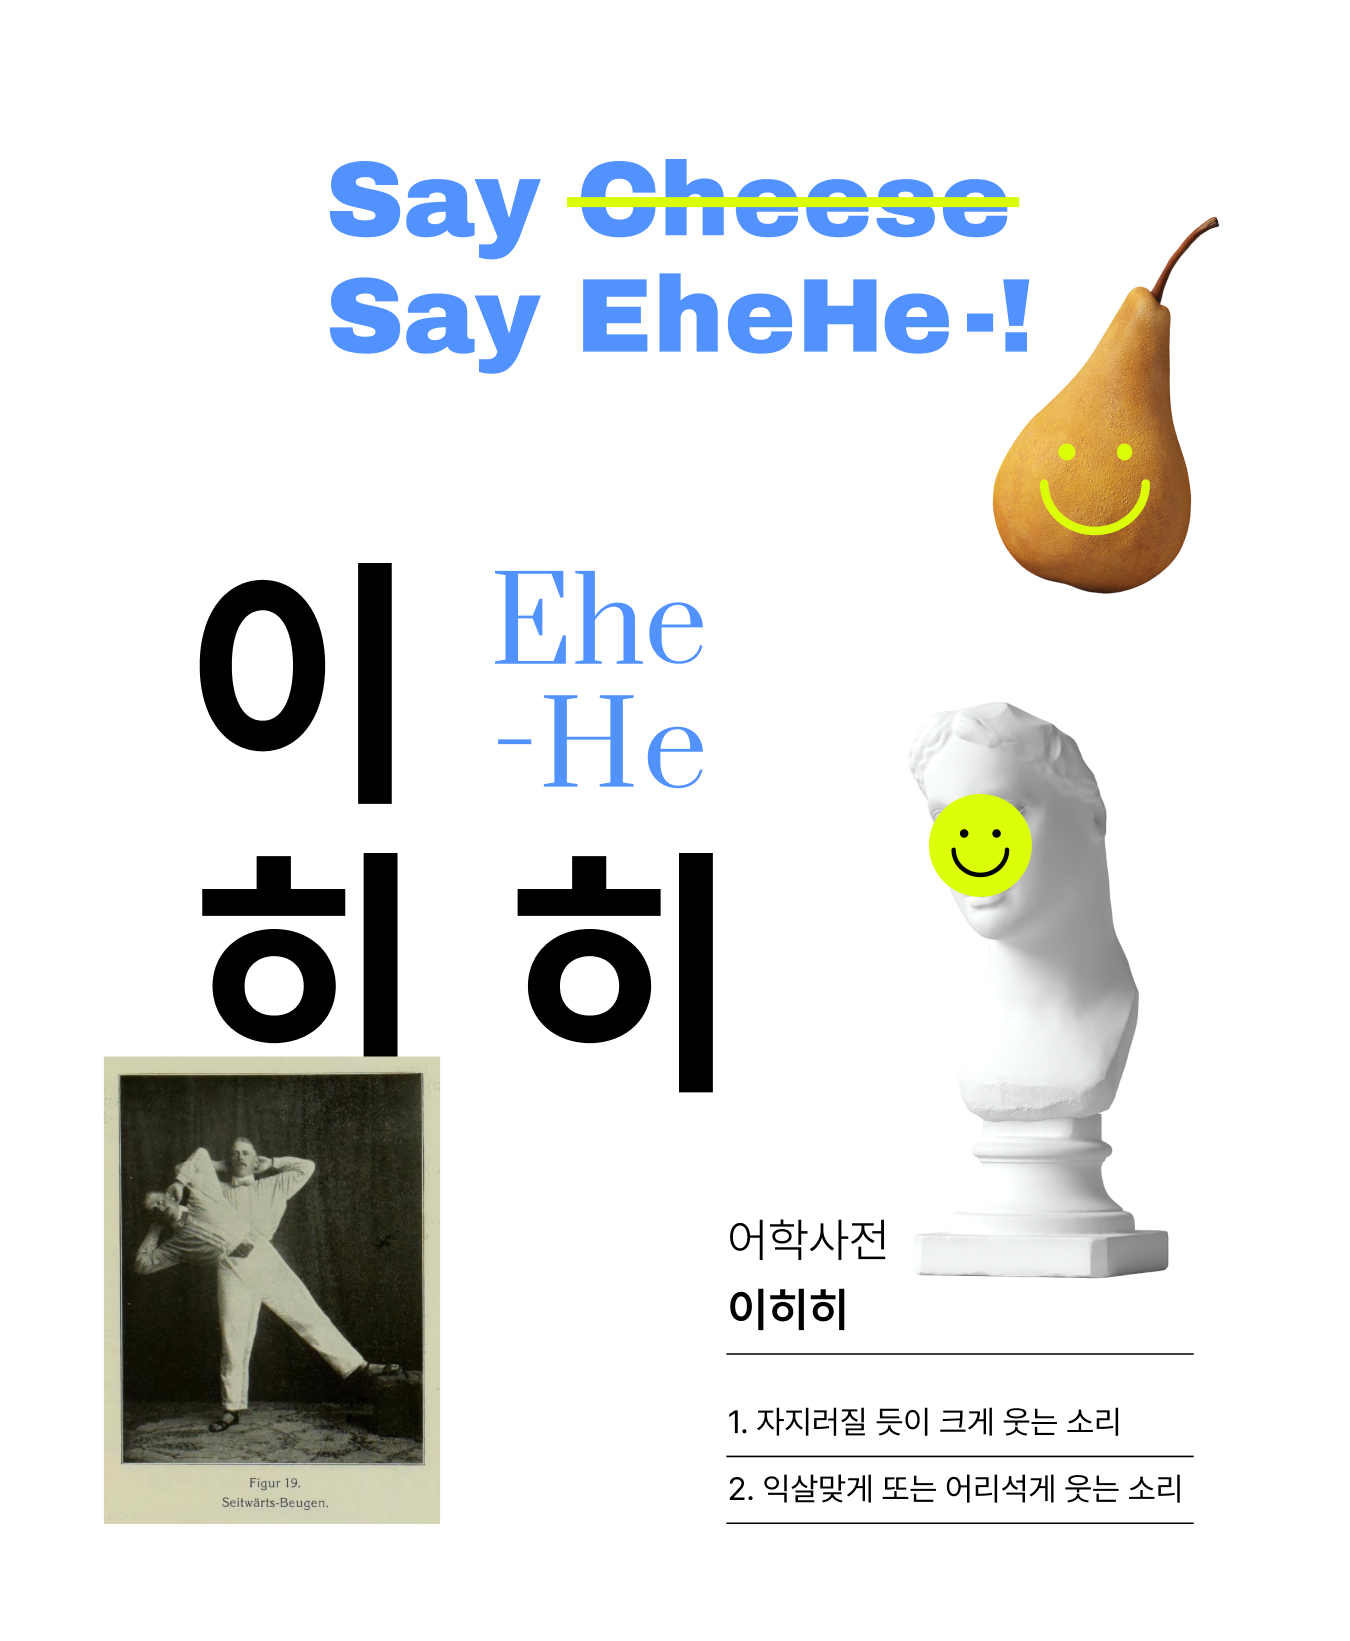 Say Cheese
Say EheHe-!
이
Ehe
-He
히 히
어학사전
이히히
1. 자지러질 듯이 크게 웃는 소리
2. 익살맞게 또는 어리석게 웃는 소리
Figur 19.
Seitwärts-Beugen.